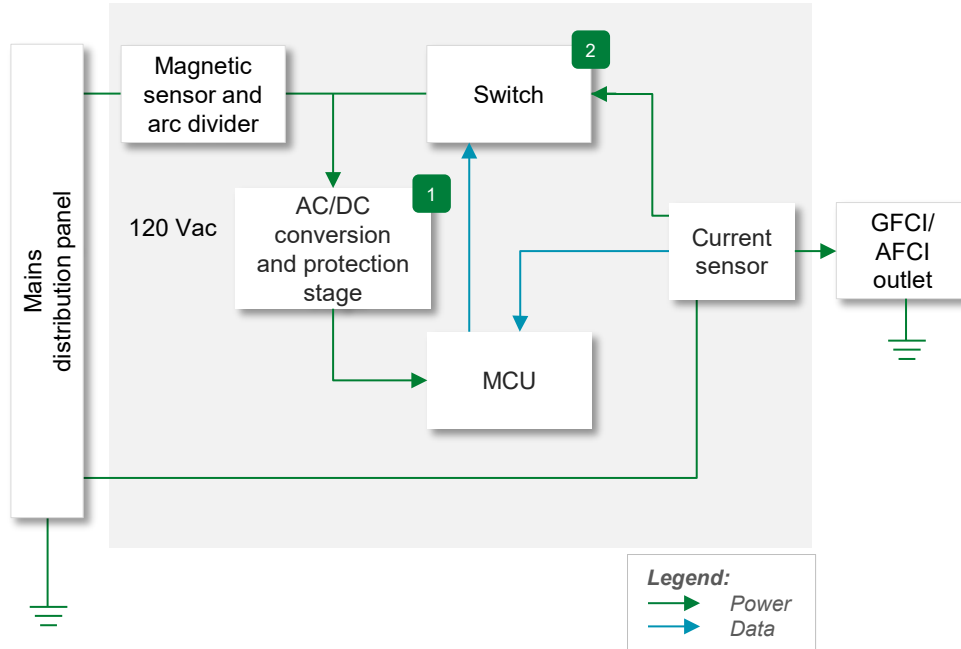 Mains
distribution panel
Magnetic
sensor and
arc divider
2
Switch
120 Vac
1
AC/DC
conversion
and protection
stage
MCU
Current
sensor
GFCI/
AFCI
outlet
Legend:
Power
Data